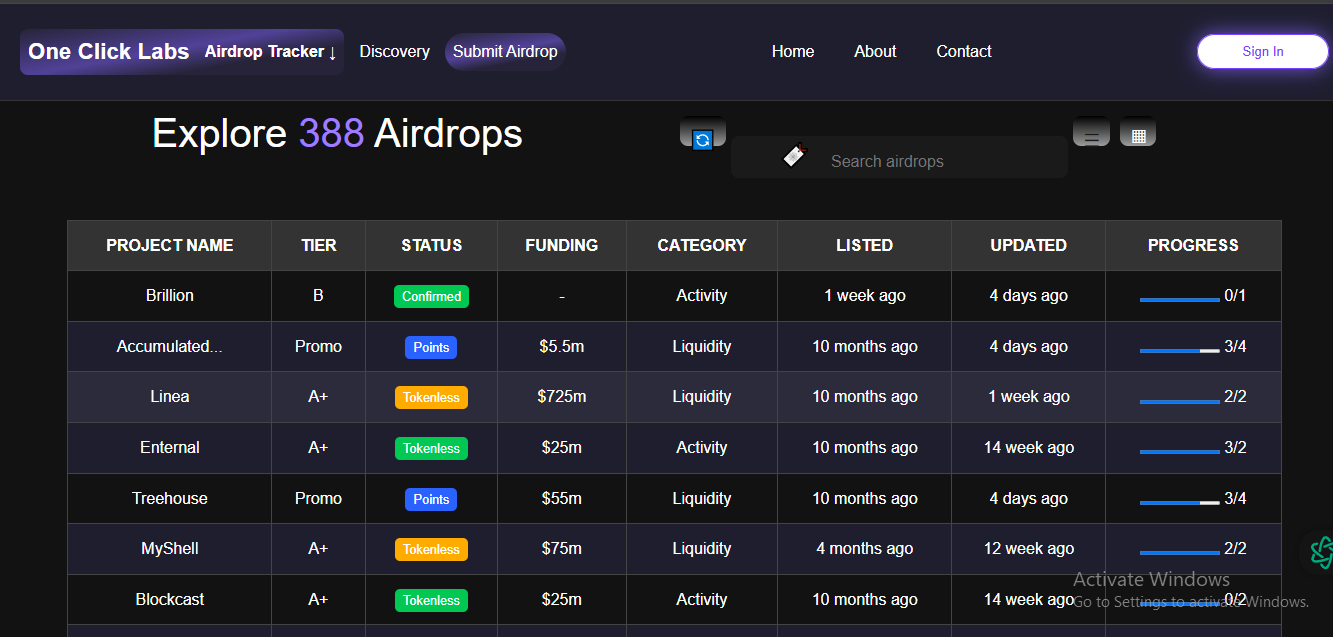 One Click Labs Airdrop Tracker ↓ Discovery Submit Airdrop Home About Contact Sign In
Explore 388 Airdrops
Search airdrops
PROJECT NAME TIER STATUS FUNDING CATEGORY LISTED UPDATED PROGRESS
Brillion B Confirmed - Activity 1 week ago 4 days ago 0/1
Accumulated... Promo Points $5.5m Liquidity 10 months ago 4 days ago 3/4
Linea A+ Tokenless $725m Liquidity 10 months ago 1 week ago 2/2
Enternal A+ Tokenless $25m Activity 10 months ago 14 week ago 3/2
Treehouse Promo Points $55m Liquidity 10 months ago 4 days ago 3/4
MyShell A+ Tokenless $75m Liquidity 4 months ago 12 week ago 2/2
Blockcast A+ Tokenless $25m Activity 10 months ago 14 week ago 0/2
Activate Windows
Go to Settings to activate Windows.